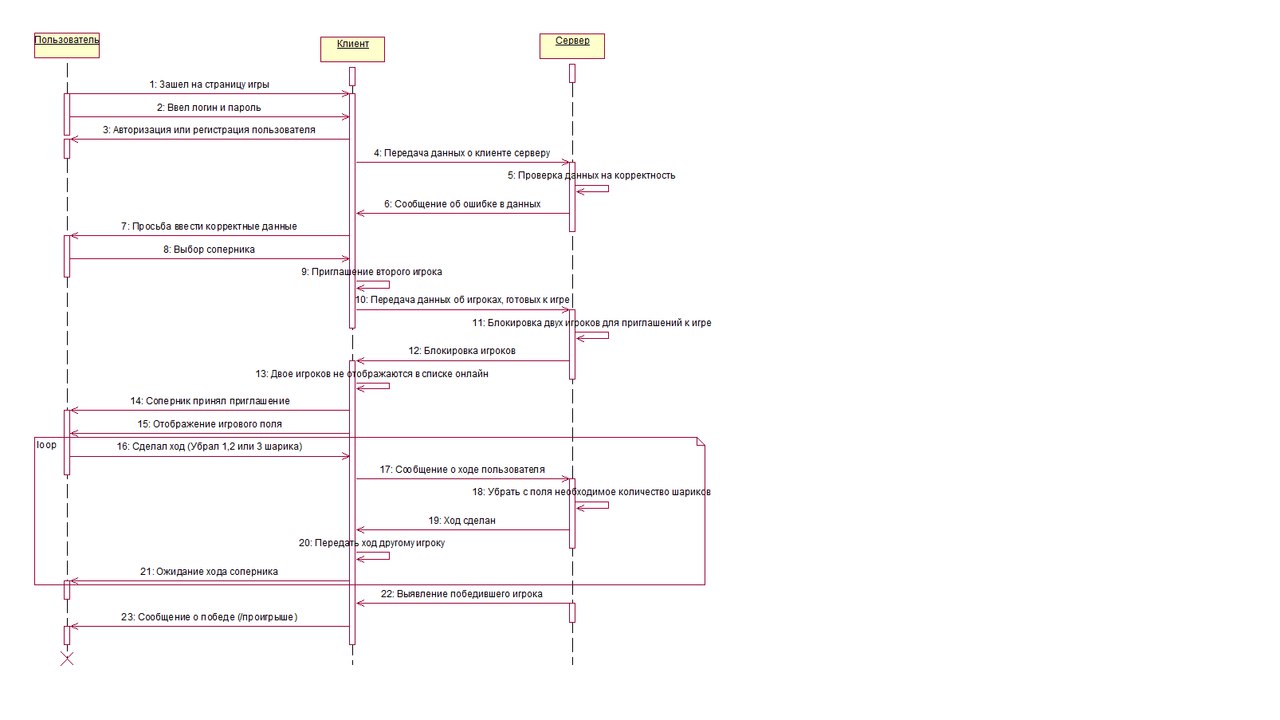 Пользователь
Клиент
Сервер
1: Зашел на страницу игры
2: Ввел логин и пароль
3: Авторизация или регистрация пользователя
4: Передача данных о клиенте серверу
5: Проверка данных на корректность
6: Сообщение об ошибке в данных
7: Просьба ввести корректные данные
8: Выбор соперника
9: Приглашение второго игрока
10: Передача данных об игроках, готовых к игре
11: Блокировка двух игроков для приглашений к игре
12: Блокировка игроков
13: Двое игроков не отображаются в списке онлайн
14: Соперник принял приглашение
15: Отображение игрового поля
loop
16: Сделал ход (Убрал 1,2 или 3 шарика)
17: Сообщение о ходе пользователя
18: Убрать с поля необходимое количество шариков
19: Ход сделан
20: Передать ход другому игроку
21: Ожидание хода соперника
22: Выявление победившего игрока
23: Сообщение о победе (/проигрыше)